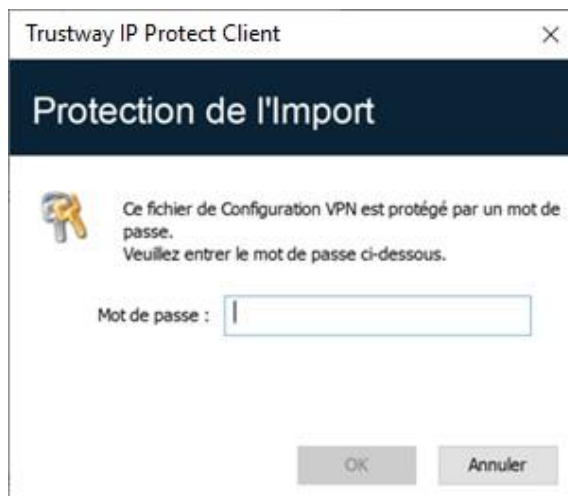 Trustway IP Protect Client
Protection de l'Import
Ce fichier de Configuration VPN est protégé par un mot de
passe.
Veuillez entrer le mot de passe ci-dessous.
Mot de passe :
OK
Annuler